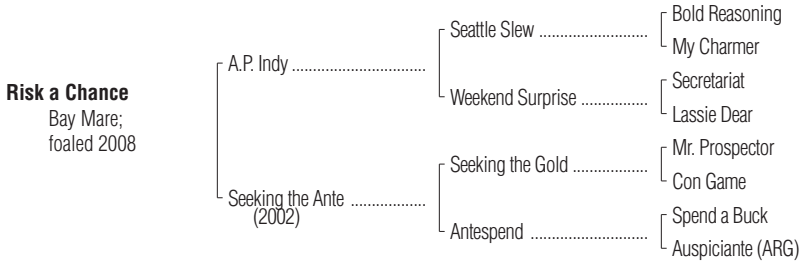 Risk a Chance
Bay Mare;
foaled 2008
A.P. Indy ...............................
Seeking the Ante .................
(2002)
Seattle Slew .........................
Weekend Surprise ................
Seeking the Gold ...................
Antespend ...........................
Bold Reasoning
My Charmer
Secretariat
Lassie Dear
Mr. Prospector
Con Game
Spend a Buck
Auspiciante (ARG)